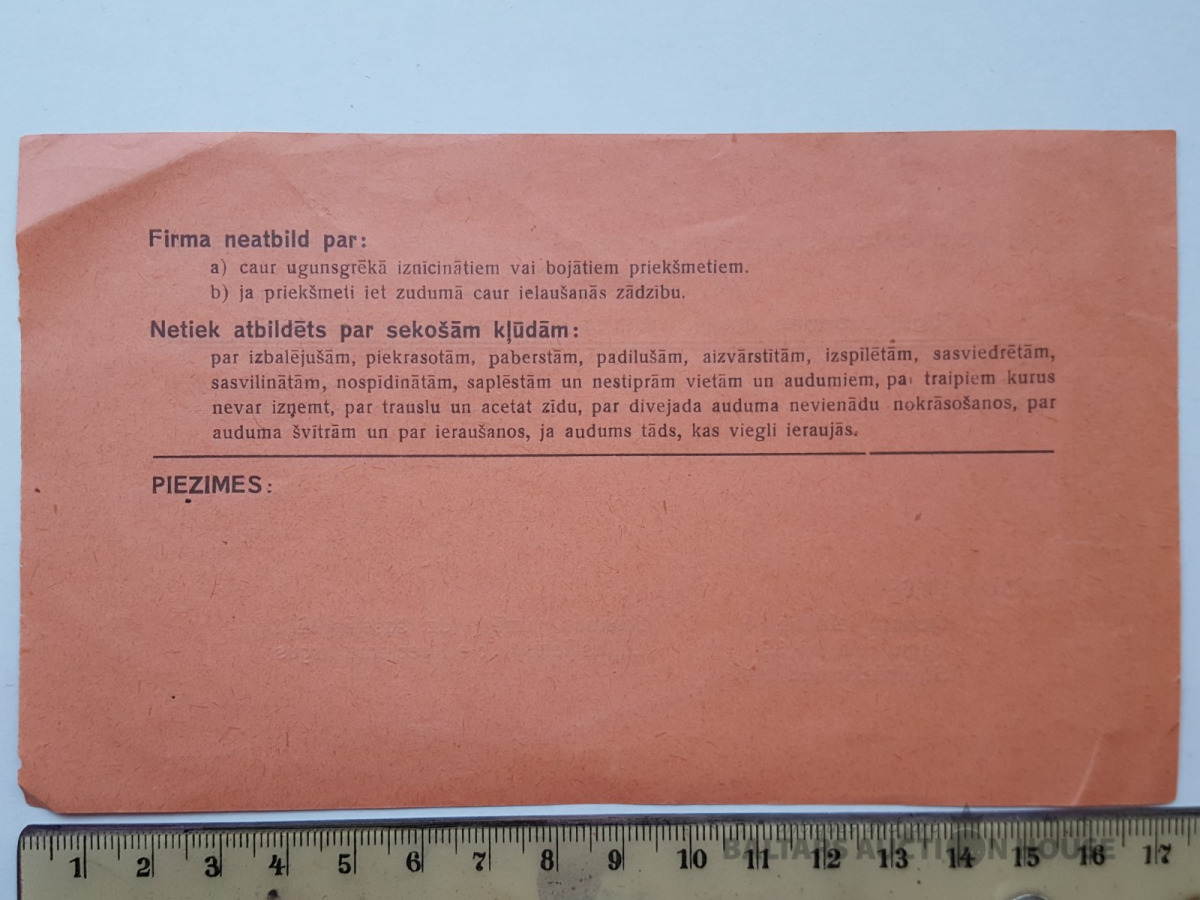 Firma neatbild par:
a) caur ugunsgrēkā iznīcinātiem vai bojātiem priekšmetiem.
b) ja priekšmeti iet zudumā caur ielaušanās zādzību.
Netiek atbildēts par sekošām kļūdām:
par izbalējušām, piekrasotām, paberstām, padilušām, aizvārstītām, izspīlētām, sasviedrētām,
sasvilinātām, nospīdinātām, saplēstām un nestiprām vietām un audumiem, pa traipiem kurus
nevar izņemt, par trauslu un acetat zīdu, par divejada auduma nevienādu nokrāsošanos, par
auduma švītrām un par ieraušanos, ja audums tāds, kas viegli ieraujās.
PIEZIMES:
1 2 3 4 5 6 7 8 9 10 11 12 13 14 15 16 17
BALTARS AUCTION HOUSE